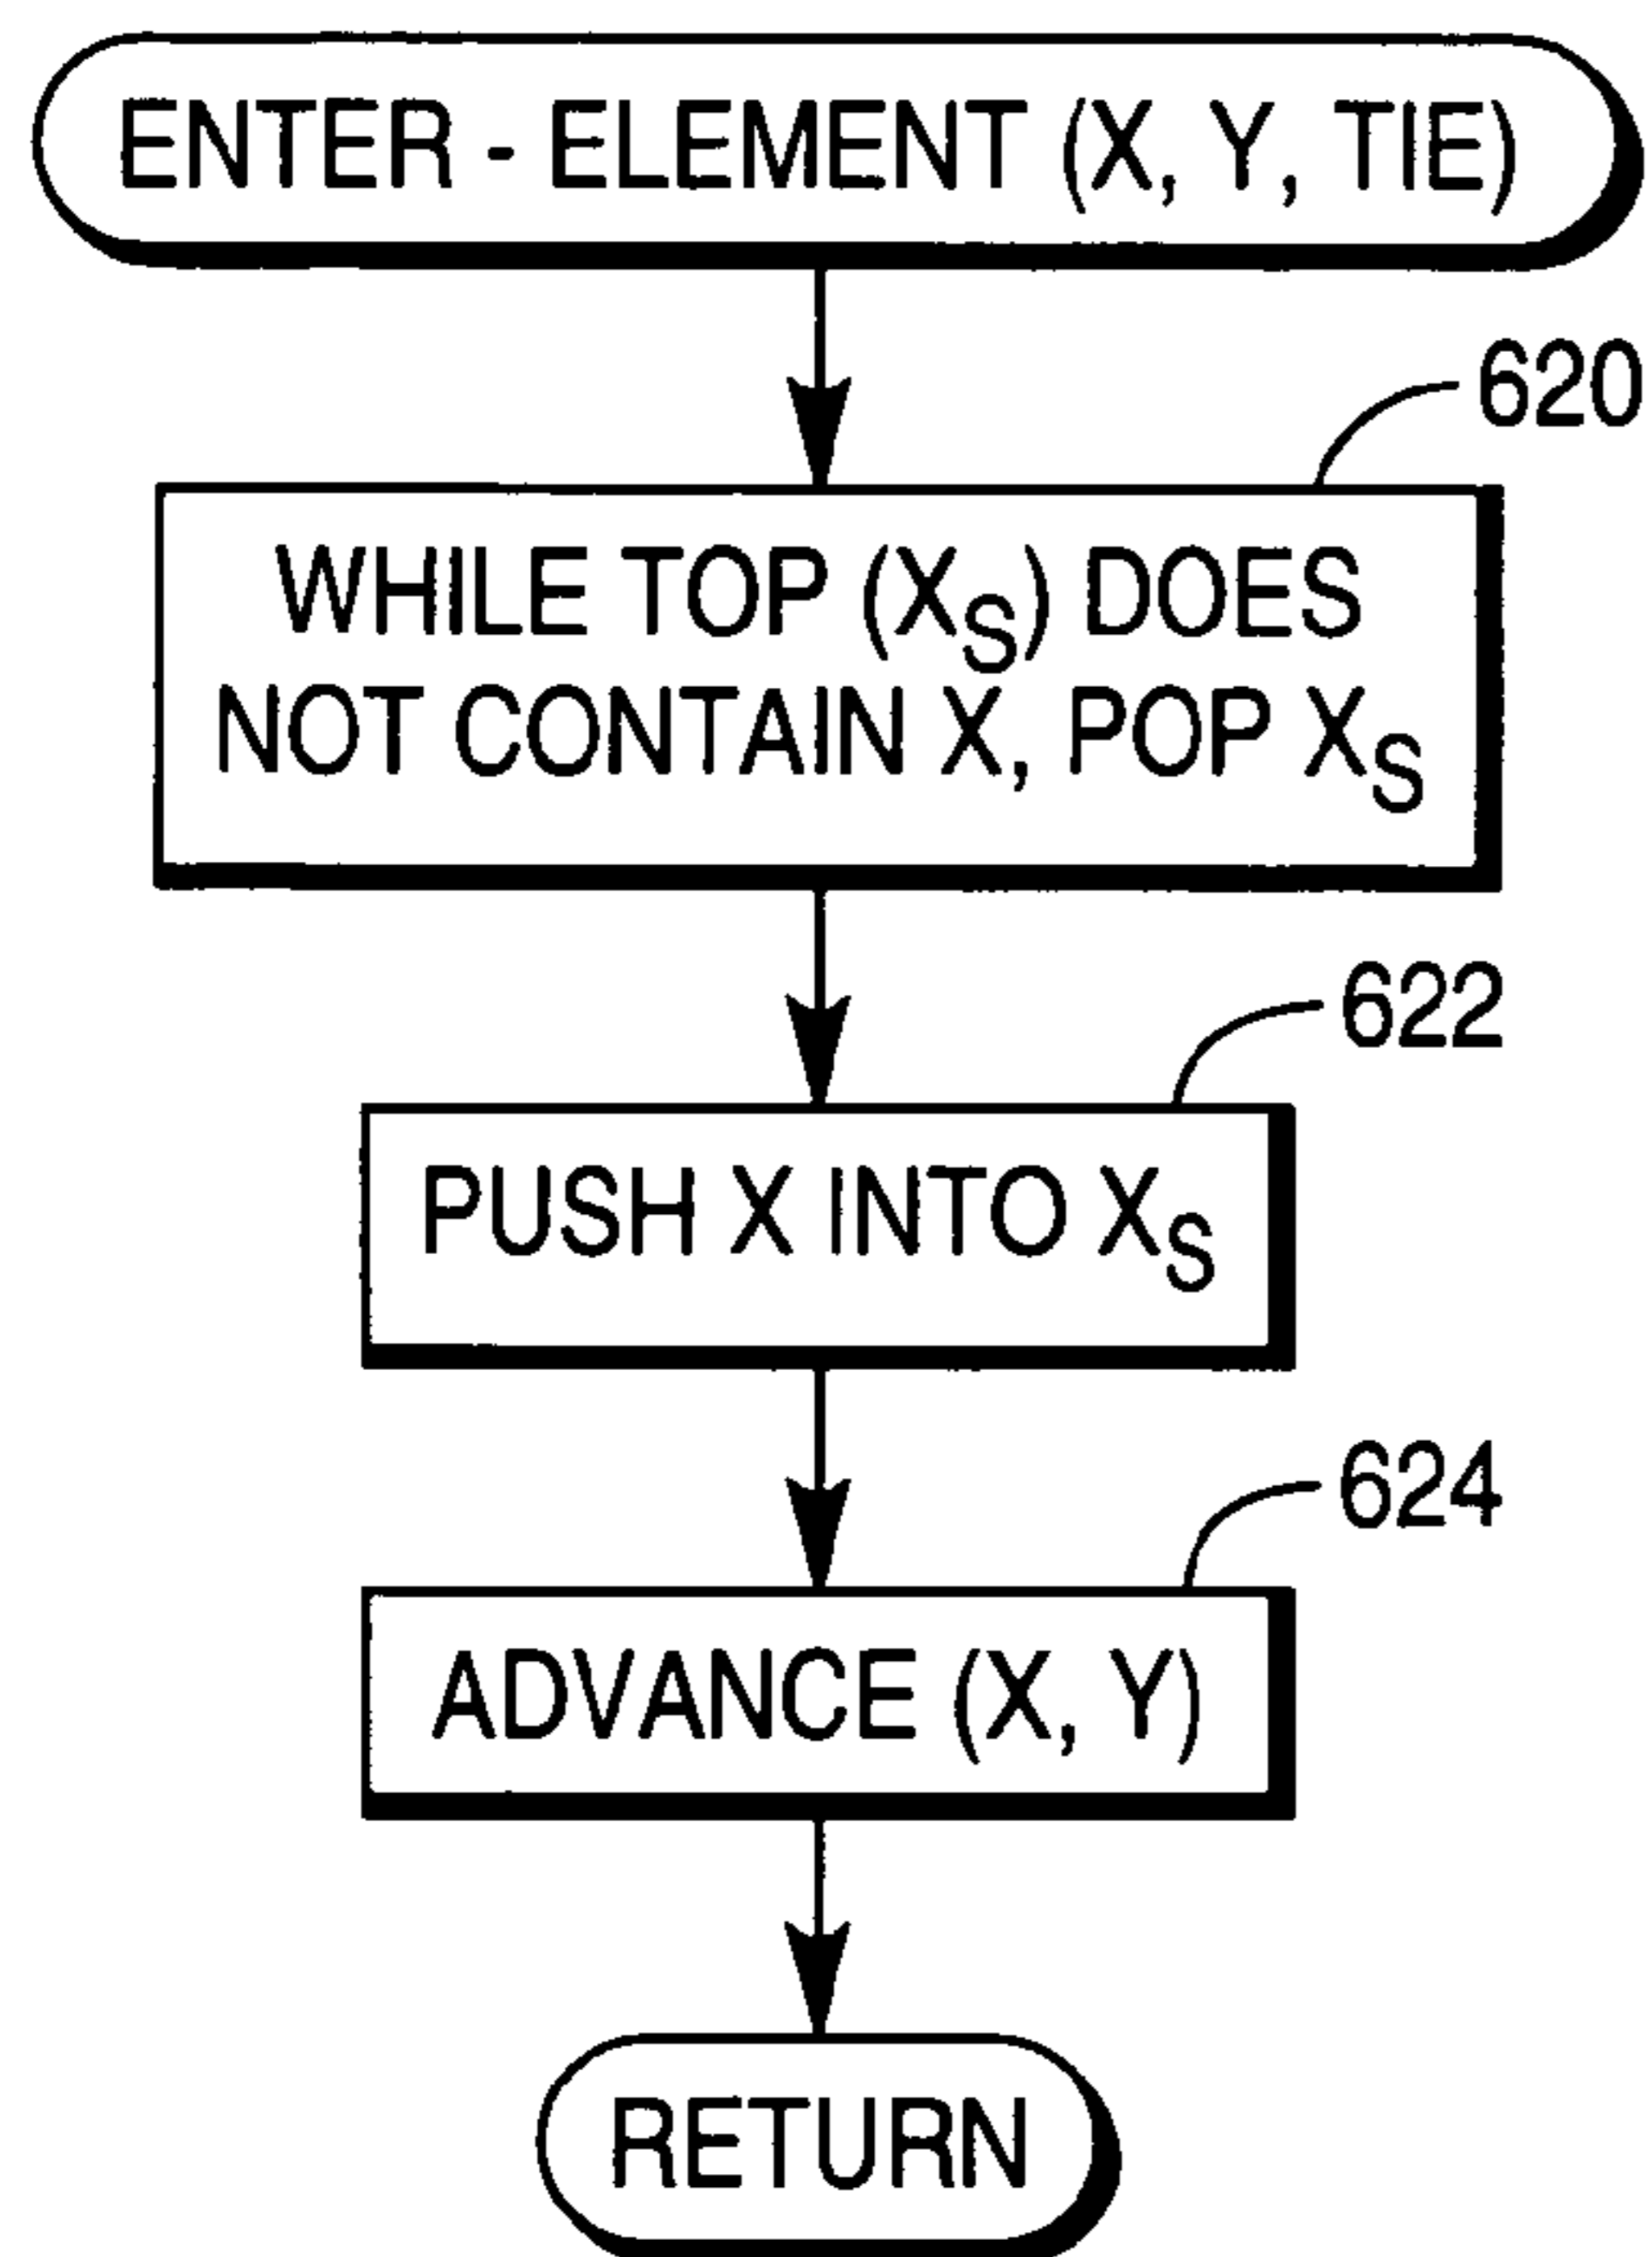 ENTER - ELEMENT (X, Y, TIE)
620
WHILE TOP (XS) DOES
NOT CONTAIN X, POP XS
622
PUSH X INTO XS
624
ADVANCE (X, Y)
RETURN